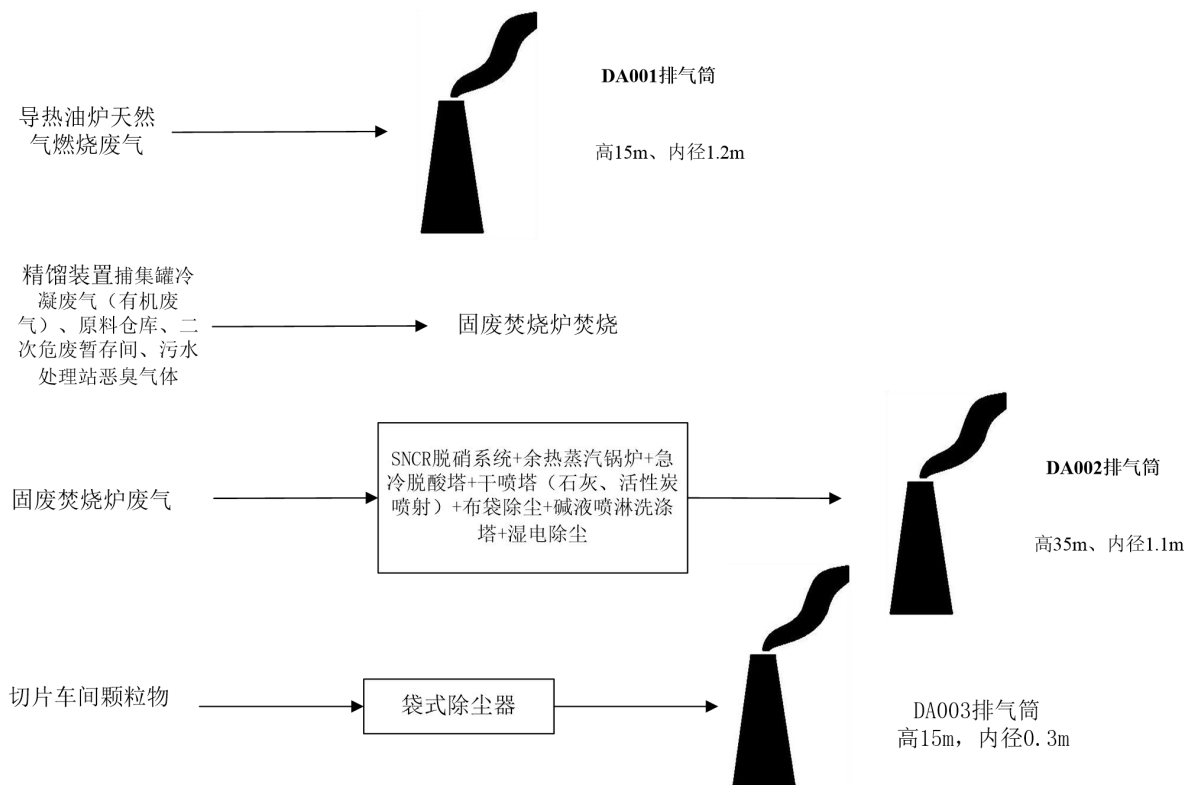 DA001排气筒
导热油炉天然
气燃烧废气
高15m、内径1.2m
精馏装置捕集罐冷
凝废气（有机废
气）、原料仓库、二
次危废暂存间、污水
处理站恶臭气体
固废焚烧炉焚烧
SNCR脱硝系统+余热蒸汽锅炉+急
冷脱酸塔+干喷塔（石灰、活性炭
喷射）+布袋除尘+碱液喷淋洗涤
塔+湿电除尘
固废焚烧炉废气
DA002排气筒
高35m、内径1.1m
切片车间颗粒物
袋式除尘器
DA003排气筒
高15m，内径0.3m